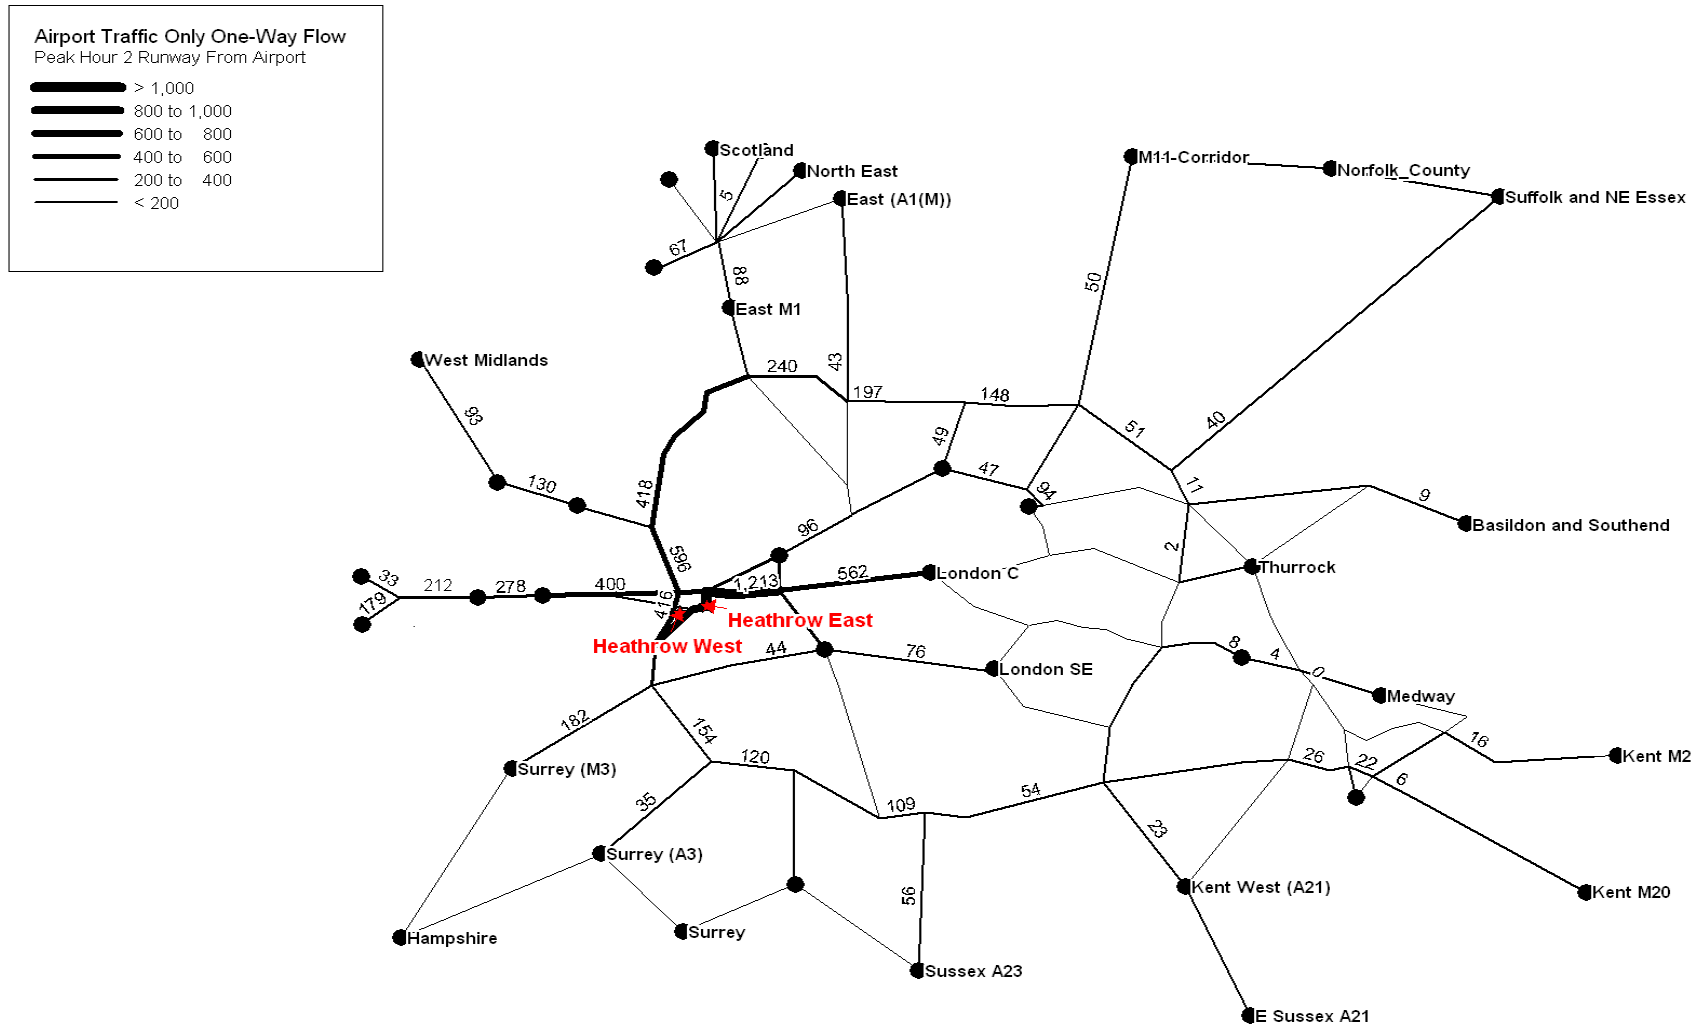 Airport Traffic Only One-Way Flow
Peak Hour 2 Runway From Airport
> 1,000
800 to 1,000
600 to 800
400 to 600
200 to 400
< 200
Scotland
North East
East (A1(M))
5
67
88
East M1
M11-Corridor
Norfolk_County
Suffolk and NE Essex
50
West Midlands
93
240
43
197
148
51
40
49
47
94
11
9
Basildon and Southend
130
418
596
96
2
Thurrock
33
179
212
278
400
416
1,213
562
London C
Heathrow East
Heathrow West
44
76
London SE
8
4
0
Medway
182
154
120
Surrey (M3)
35
109
54
26
22
16
6
Kent M2
Surrey (A3)
23
Kent West (A21)
Kent M20
56
Hampshire
Surrey
Sussex A23
E Sussex A21